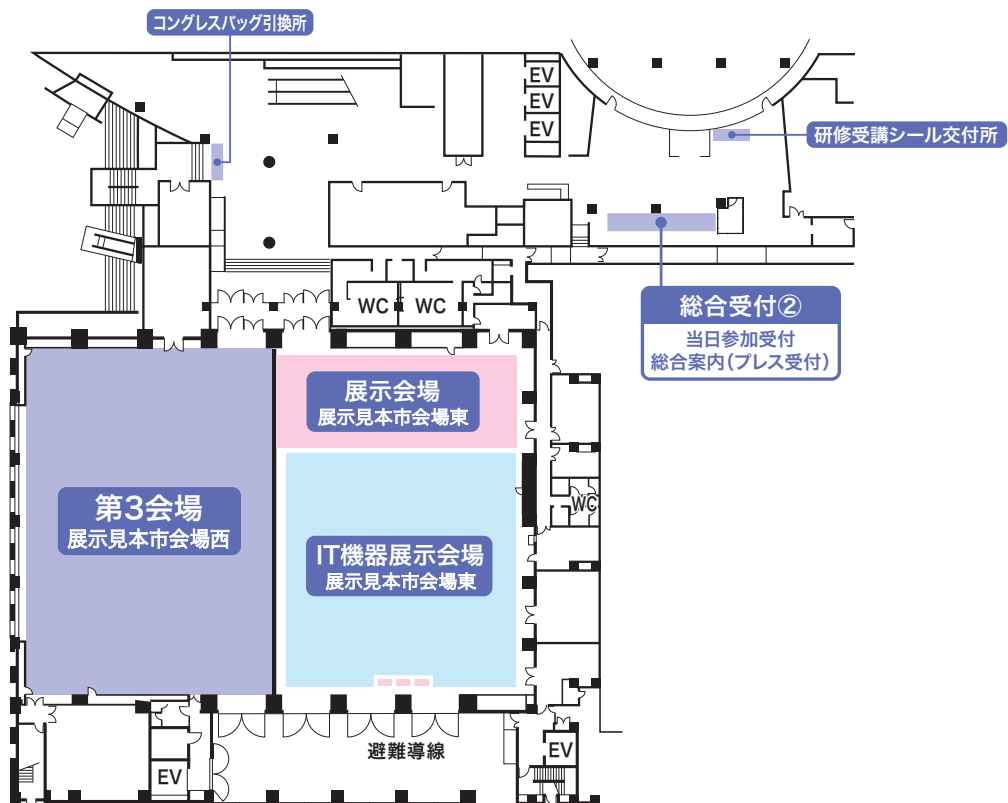 コングレスバッグ引換所
EV
EV
EV
研修受講シール交付所
総合受付②
当日参加受付
総合案内(プレス受付)
WC
WC
展示会場
展示見本市会場東
第3会場
展示見本市会場西
WC
IT機器展示会場
展示見本市会場東
避難導線
EV
EV